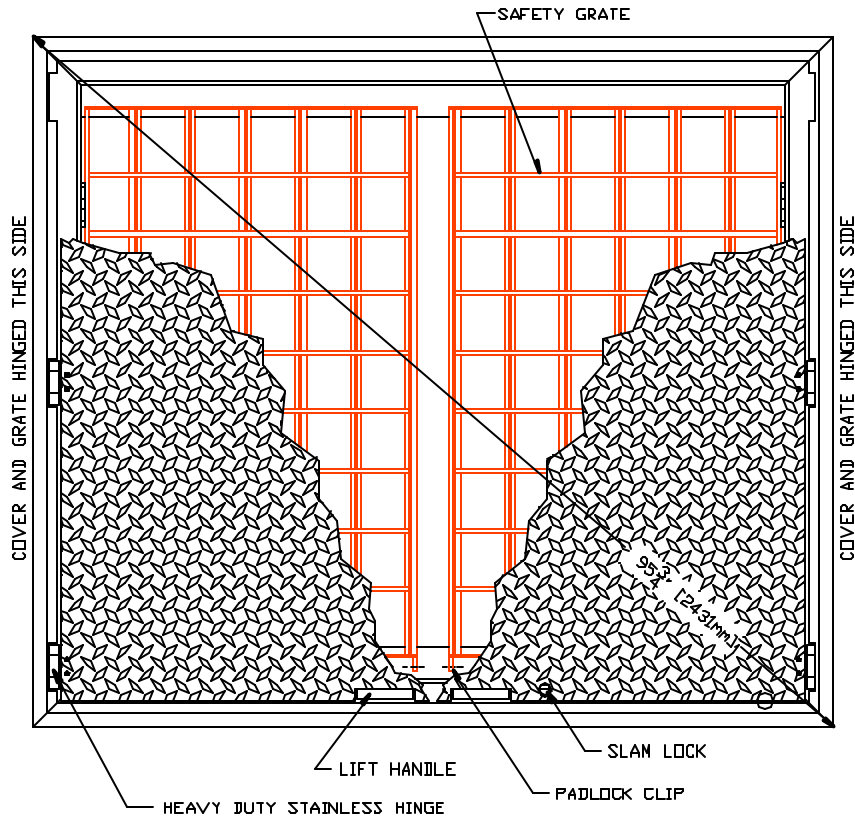 SAFETY GRATE
COVER AND GRATE HINGED THIS SIDE
COVER AND GRATE HINGED THIS SIDE
[2431mm]
SLAM LOCK
LIFT HANDLE
PADLOCK CLIP
HEAVY DUTY STAINLESS HINGE